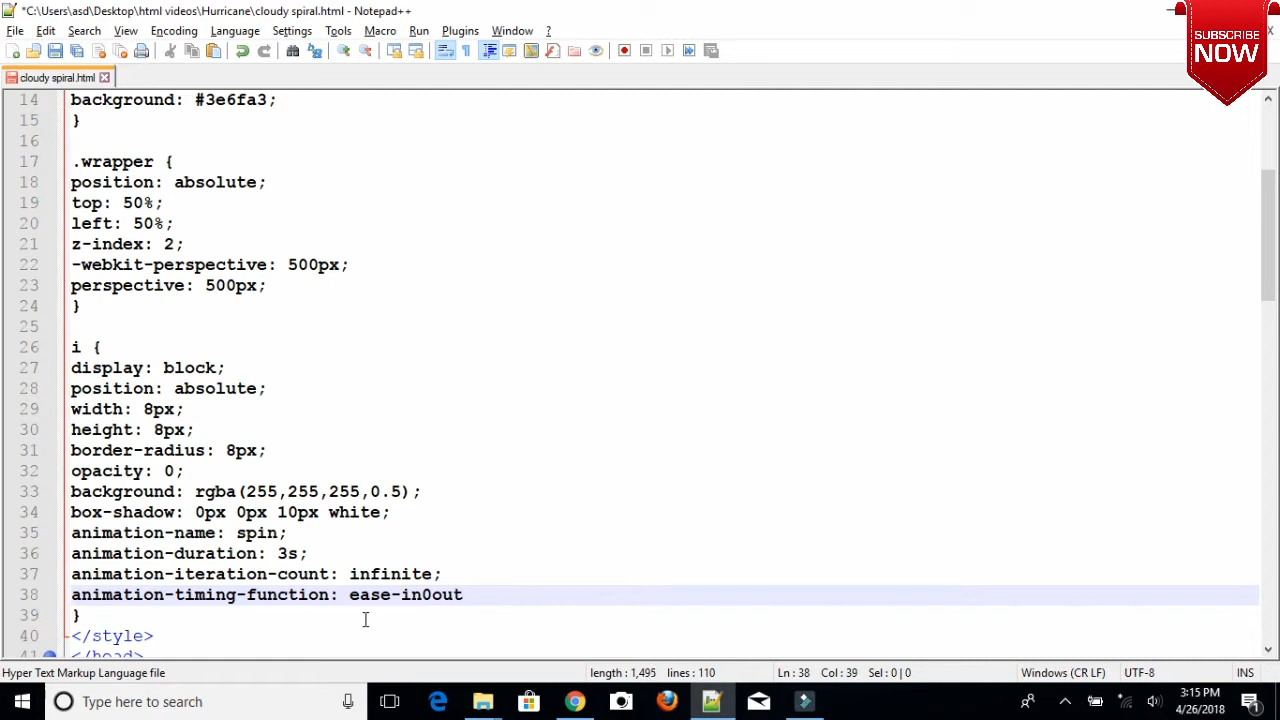 *C:\Users\asd\Desktop\html videos\Hurricane\cloudy spiral.html - Notepad++
SUBSCRIBE
NOW
File Edit Search View Encoding Language Settings Tools Macro Run Plugins Window ?
X
cloudy spiral.html
14 background: #3e6fa3;
15 }
16
17 .wrapper {
18 position: absolute;
19 top: 50%;
20 left: 50%;
21 z-index: 2;
22 -webkit-perspective: 500px;
23 perspective: 500px;
24 }
25
26 i {
27 display: block;
28 position: absolute;
29 width: 8px;
30 height: 8px;
31 border-radius: 8px;
32 opacity: 0;
33 background: rgba(255,255,255,0.5);
34 box-shadow: 0px 0px 10px white;
35 animation-name: spin;
36 animation-duration: 3s;
37 animation-iteration-count: infinite;
38 animation-timing-function: ease-in0out
39 }
40 </style>
41 </head>
Hyper Text Markup Language file length : 1,495 lines : 110 Ln : 38 Col : 39 Sel : 0 | 0 Windows (CR LF) UTF-8 INS
Type here to search
3:15 PM
4/26/2018
1